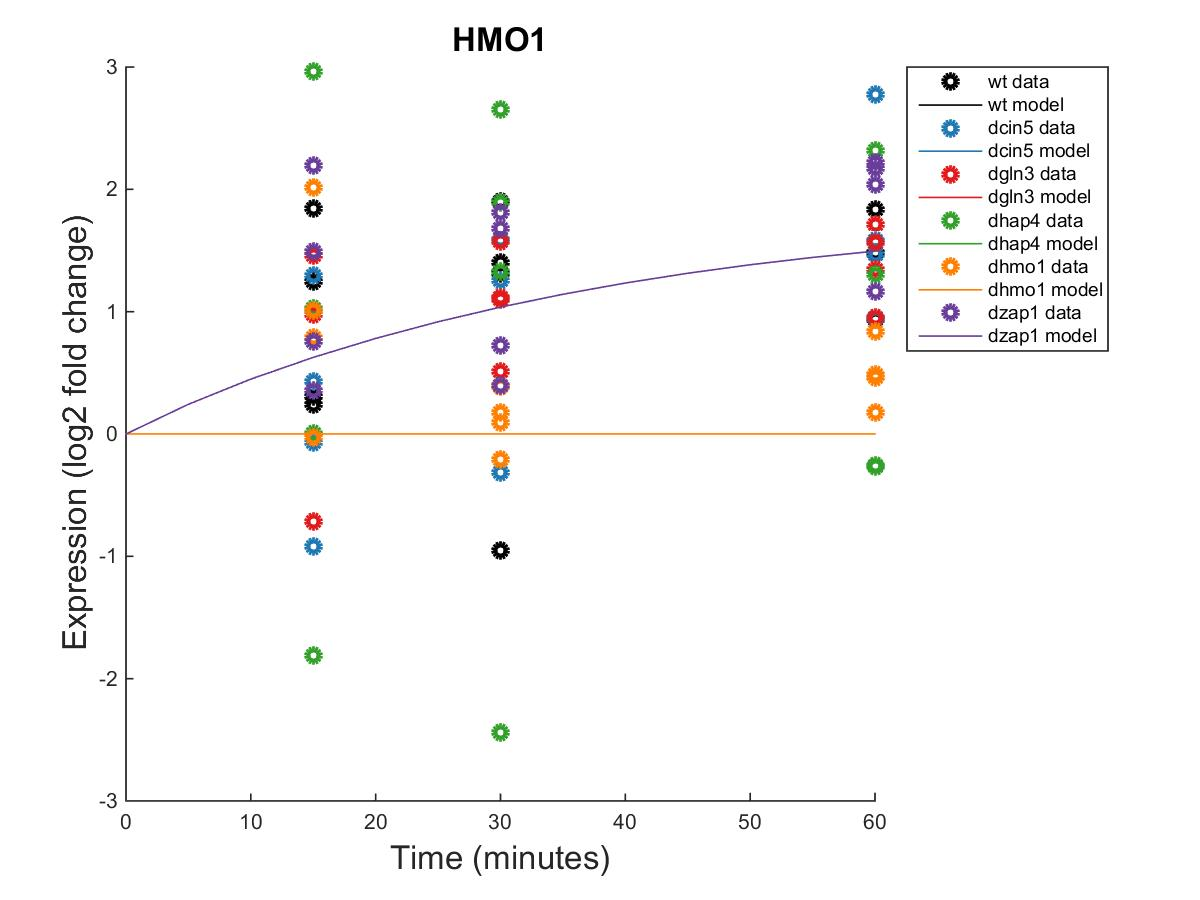 HMO1
3
2
1
0
-1
-2
-3
Expression (log2 fold change)
0 10 20 30 40 50 60
Time (minutes)
wt data
wt model
dcin5 data
dcin5 model
dgln3 data
dgln3 model
dhap4 data
dhap4 model
dhmo1 data
dhmo1 model
dzap1 data
dzap1 model